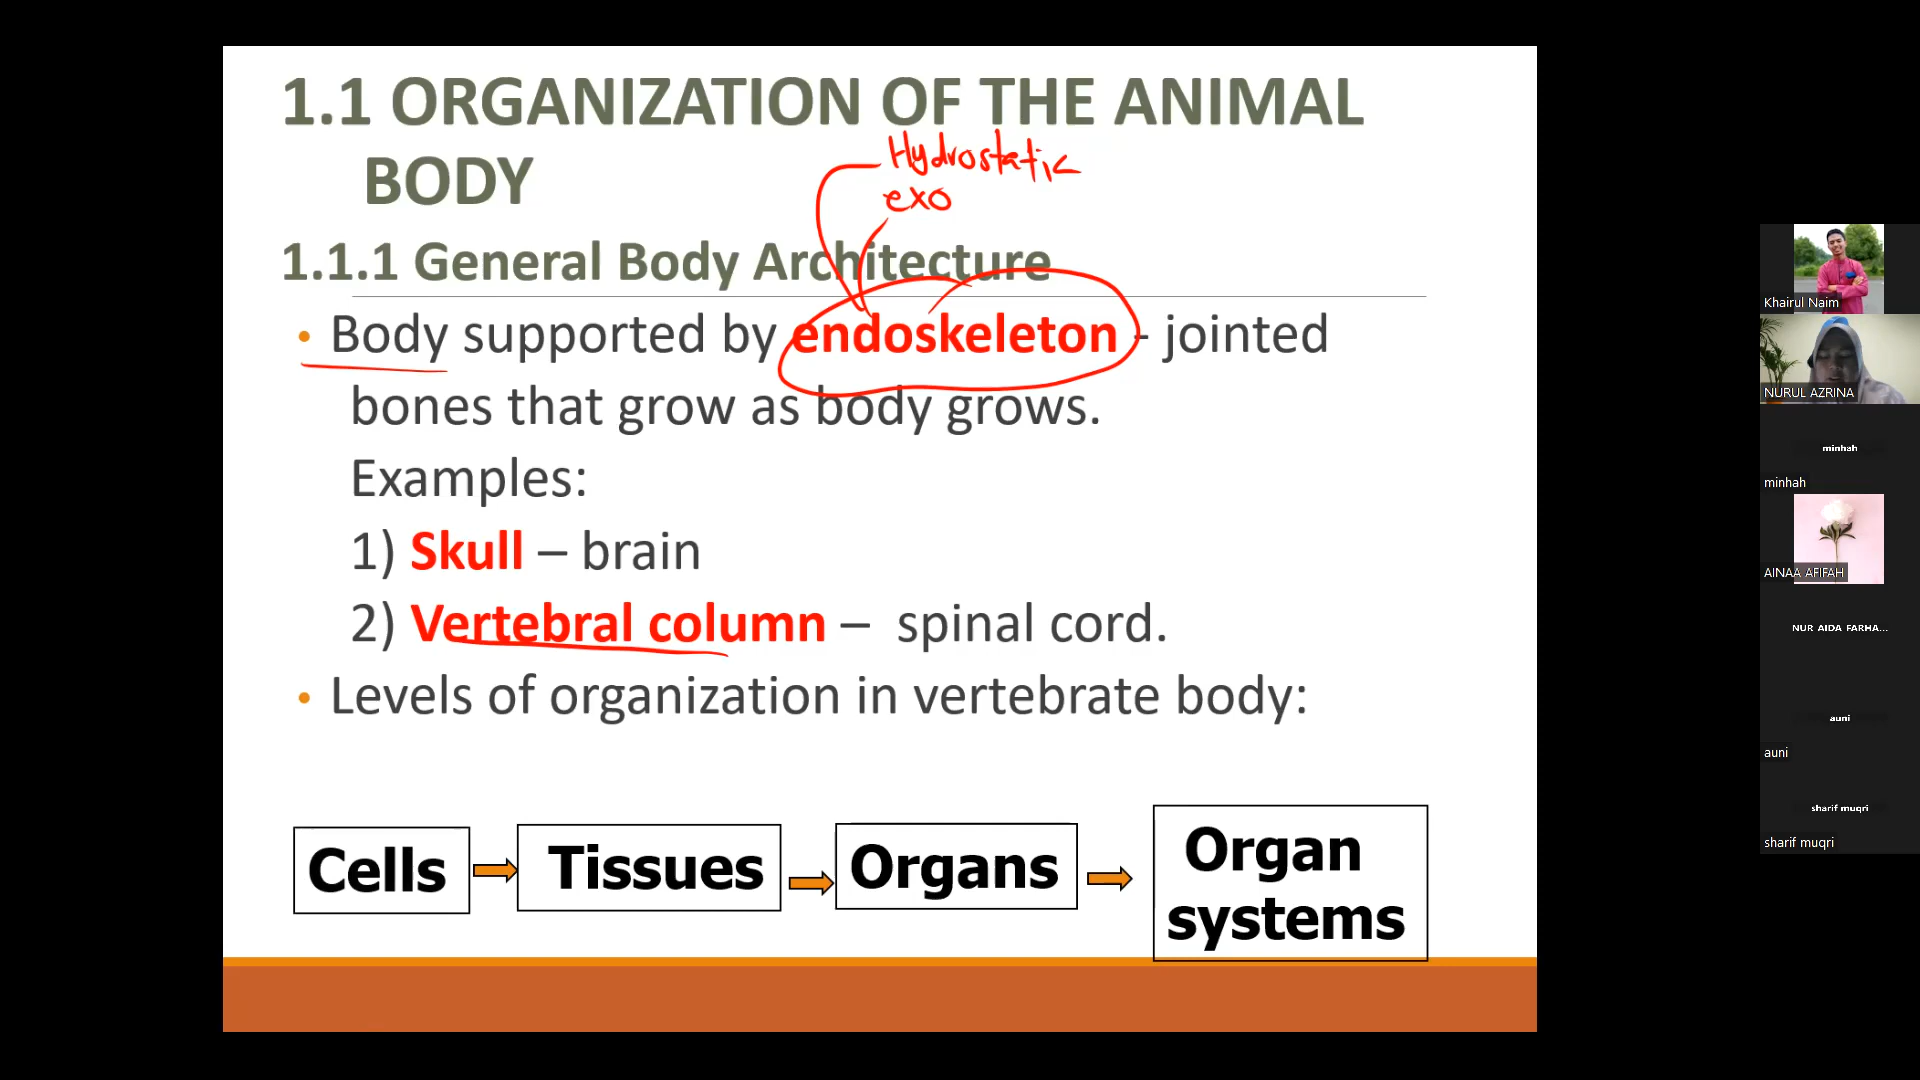 1.1 ORGANIZATION OF THE ANIMAL
BODY
Hydrostatic
exo
1.1.1 General Body Architecture
• Body supported by endoskeleton - jointed
bones that grow as body grows.
Examples:
1) Skull – brain
2) Vertebral column – spinal cord.
• Levels of organization in vertebrate body:
Cells
Tissues
Organs
Organ
systems
Khairul Naim
NURUL AZRINA
minhah
minhah
AINAA AFIFAH
NUR AIDA FARHA...
auni
auni
sharif muqri
sharif muqri